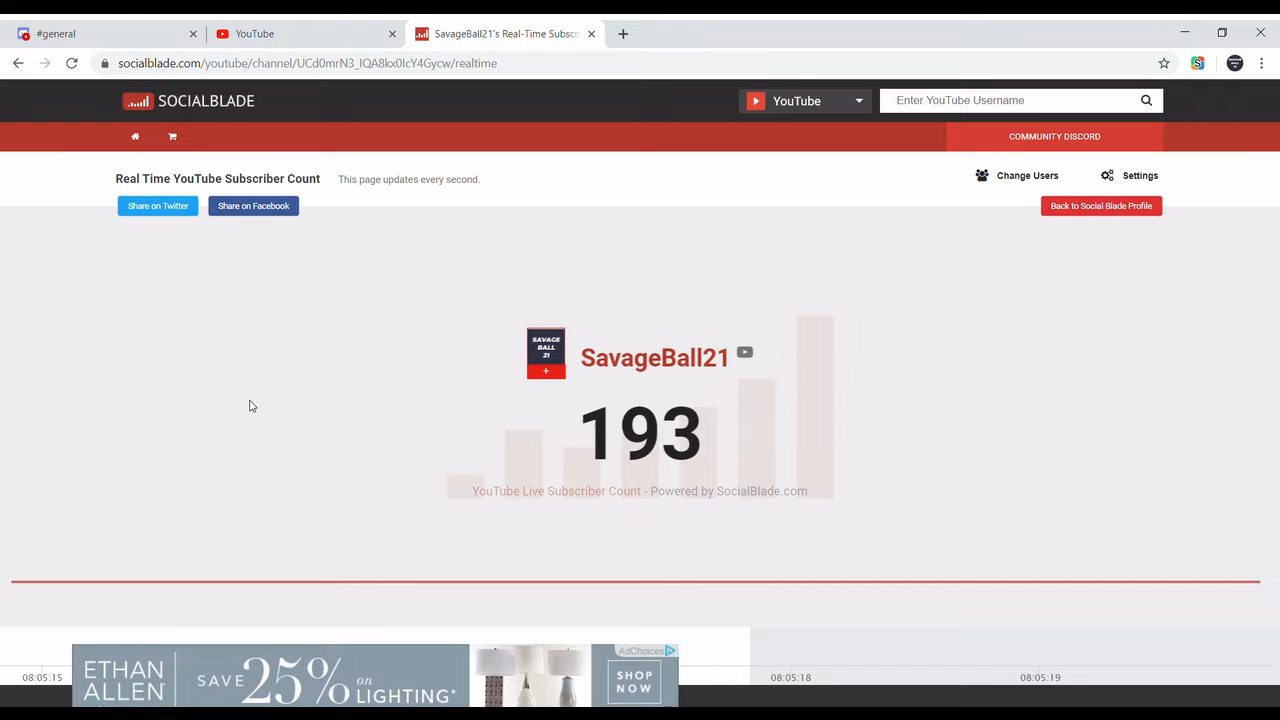 #general
YouTube
SavageBall21's Real-Time Subscr
socialblade.com/youtube/channel/UCd0mrN3_IQA8kx0IcY4Gycw/realtime
SOCIALBLADE
YouTube
Enter YouTube Username
COMMUNITY DISCORD
Real Time YouTube Subscriber Count
This page updates every second.
Change Users
Settings
Share on Twitter
Share on Facebook
Back to Social Blade Profile
SAVAGE
BALL
21
+
SavageBall21
193
YouTube Live Subscriber Count - Powered by SocialBlade.com
ETHAN
ALLEN
SAVE 25% on LIGHTING*
AdChoices
SHOP
NOW
08:05:15
08:05:18
08:05:19